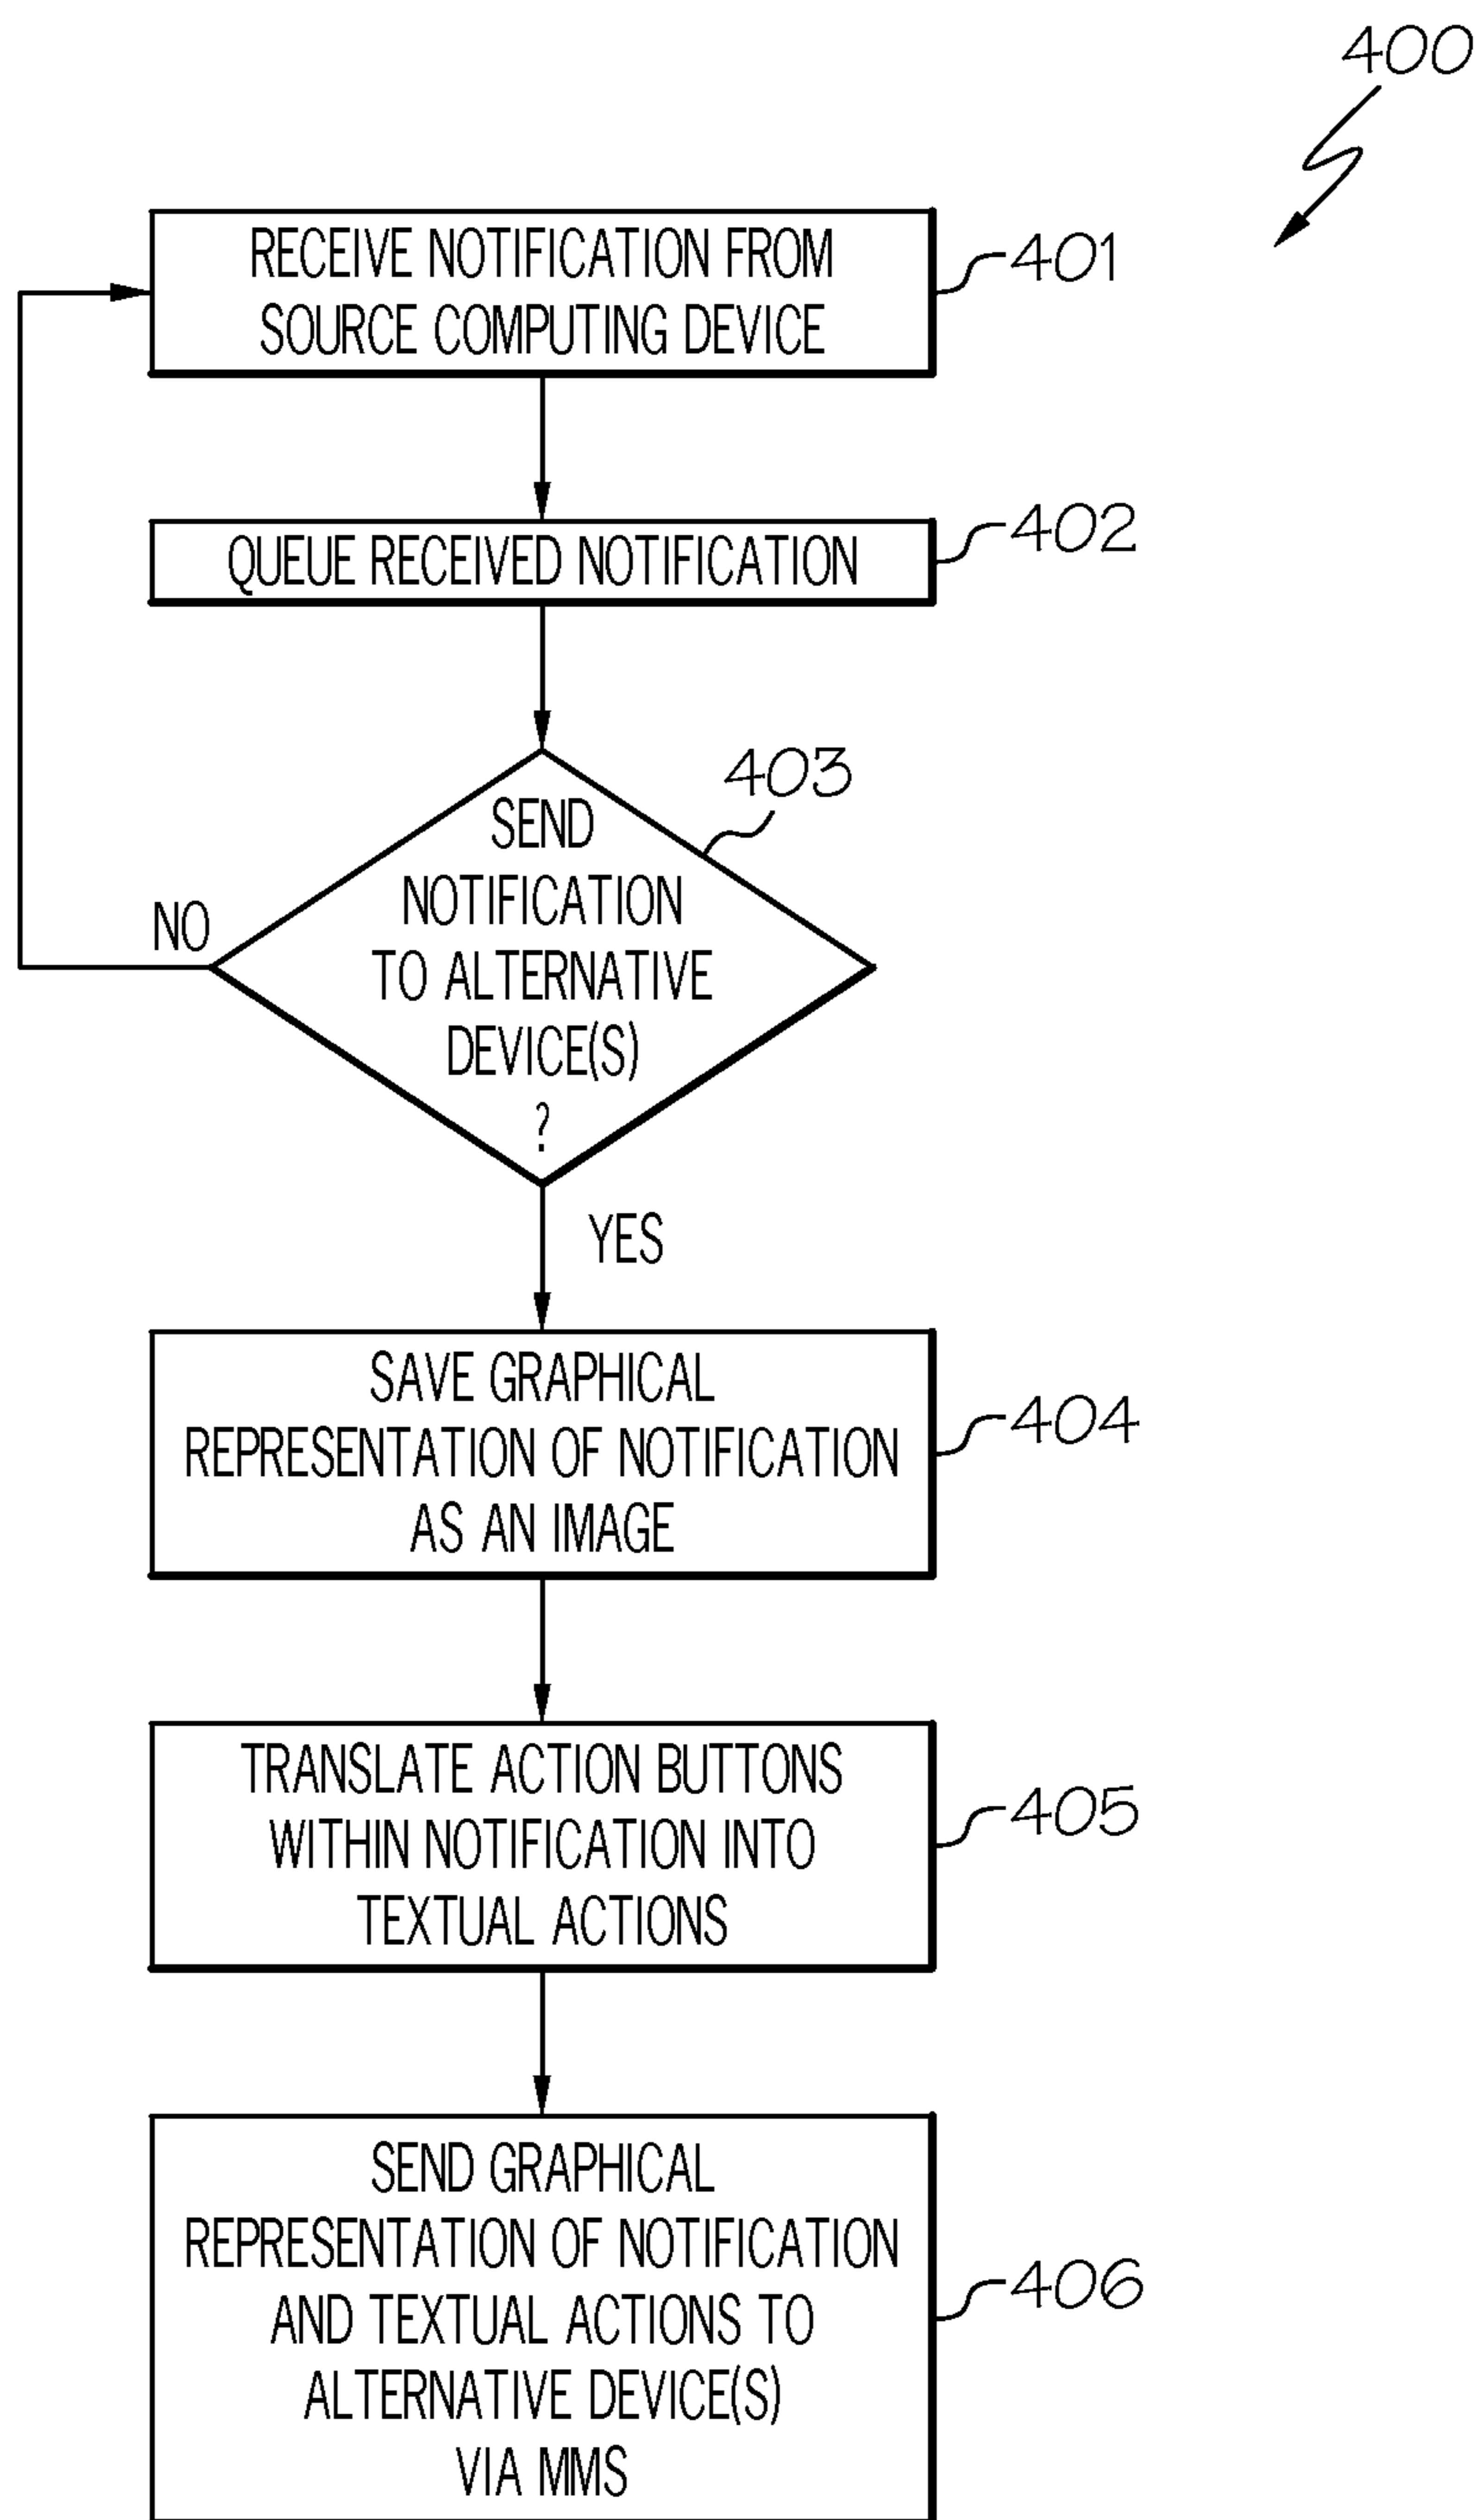 400
RECEIVE NOTIFICATION FROM
SOURCE COMPUTING DEVICE
401
QUEUE RECEIVED NOTIFICATION
402
403
SEND
NOTIFICATION
TO ALTERNATIVE
DEVICE(S)
?
NO
YES
SAVE GRAPHICAL
REPRESENTATION OF NOTIFICATION
AS AN IMAGE
404
TRANSLATE ACTION BUTTONS
WITHIN NOTIFICATION INTO
TEXTUAL ACTIONS
405
SEND GRAPHICAL
REPRESENTATION OF NOTIFICATION
AND TEXTUAL ACTIONS TO
ALTERNATIVE DEVICE(S)
VIA MMS
406